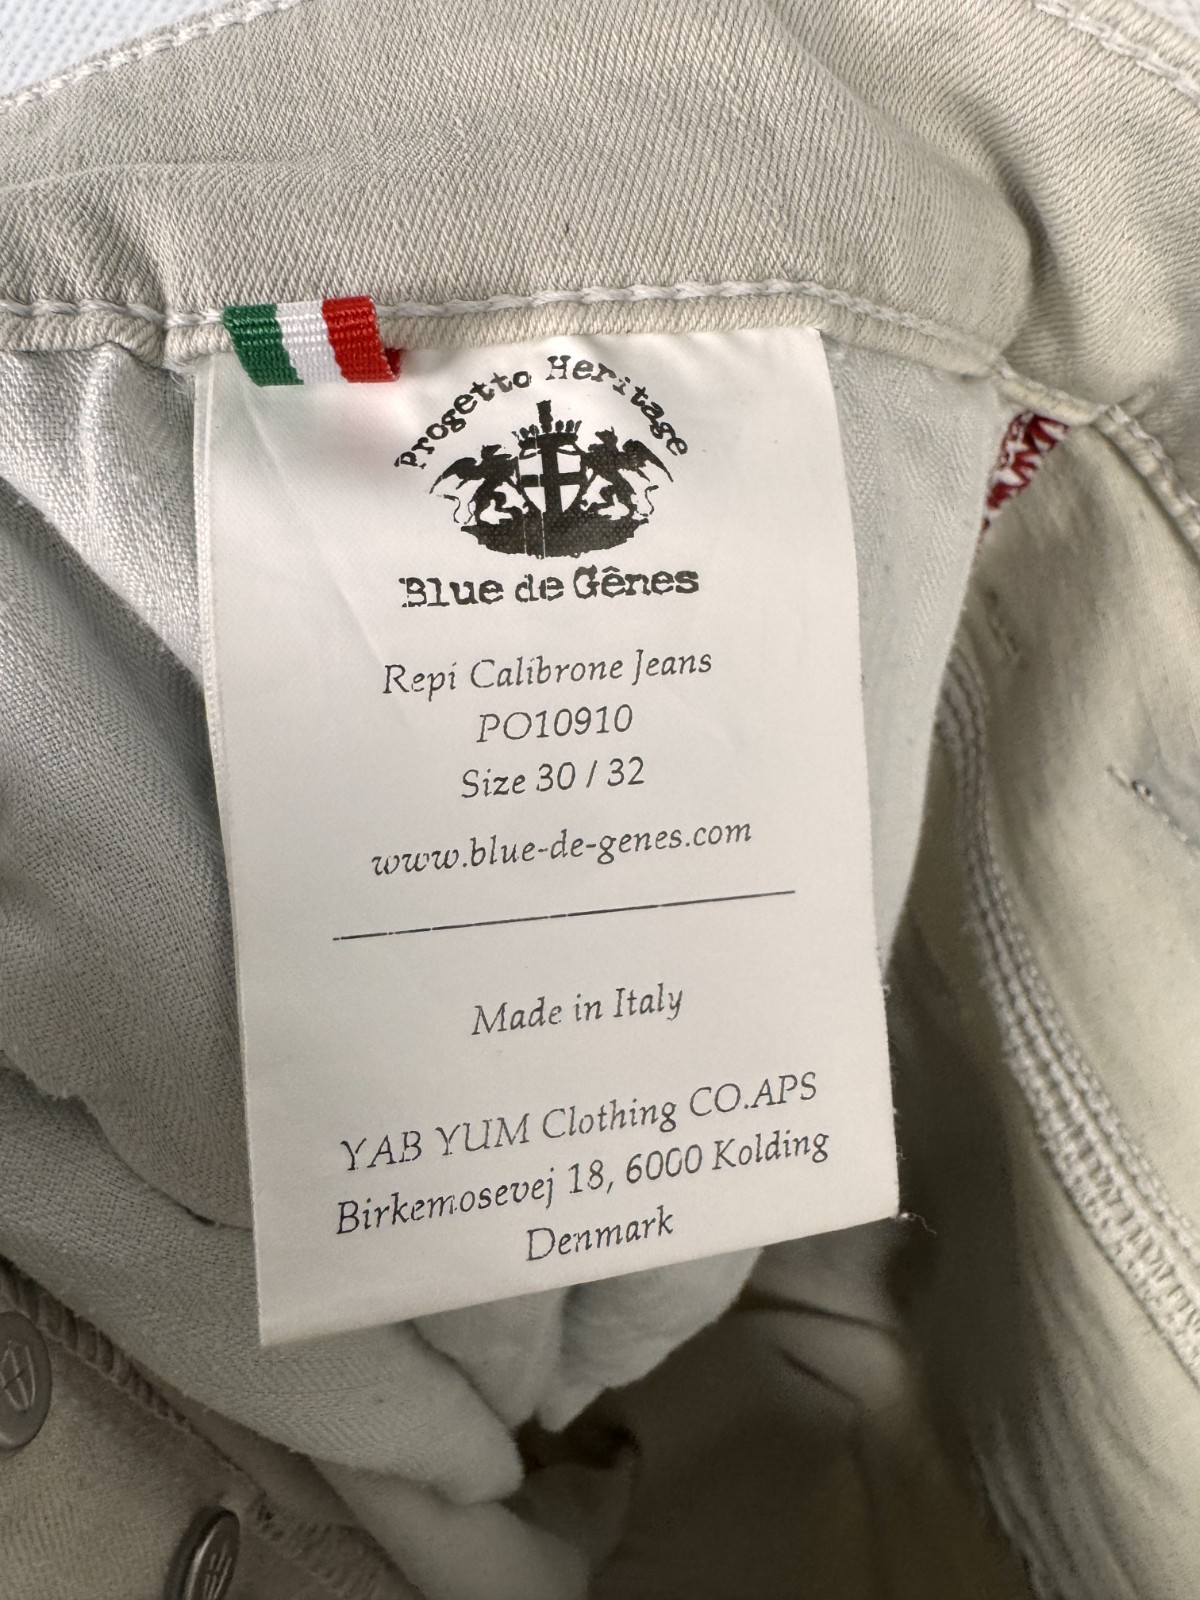 Progetto Heritage
Blue de Gênes
Repi Calibrone Jeans
PO10910
Size 30 / 32
www.blue-de-genes.com
Made in Italy
YAB YUM Clothing CO.APS
Birkemosevej 18, 6000 Kolding
Denmark